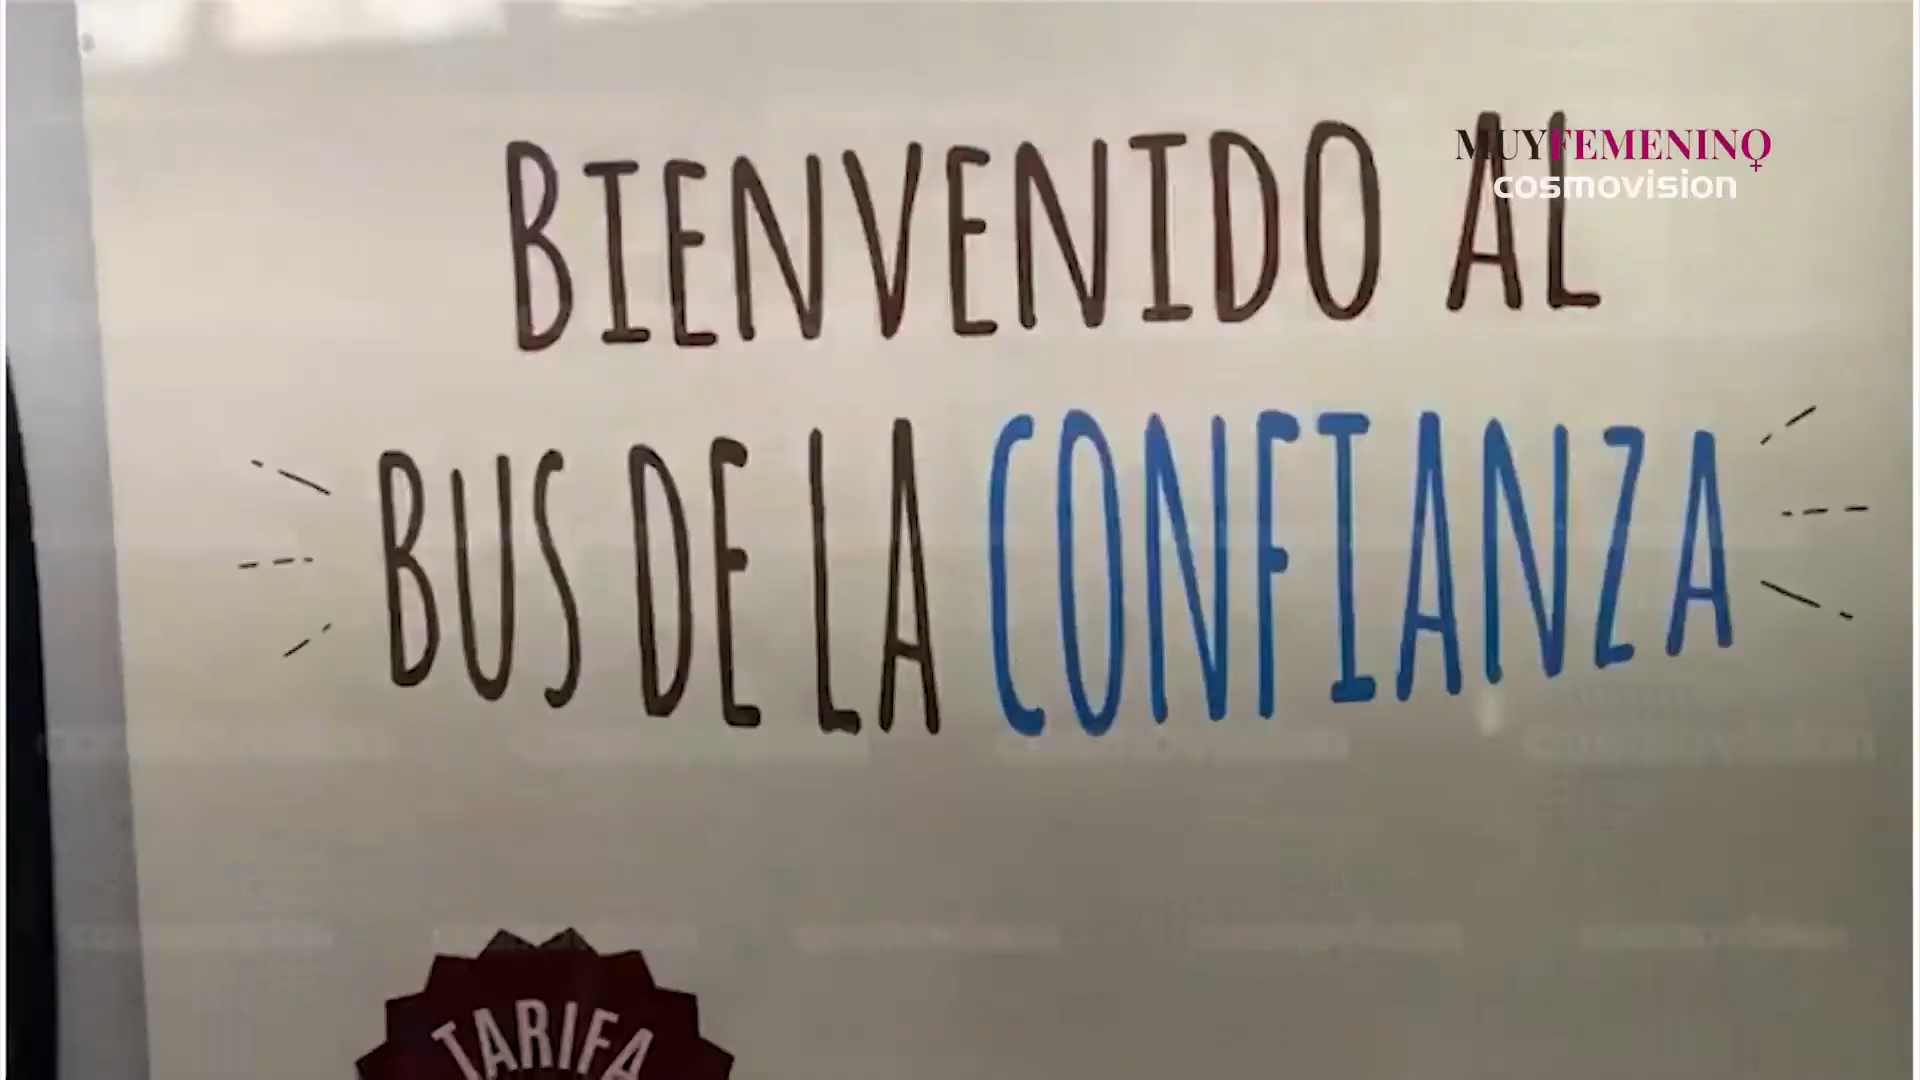 MUYFEMENINO
cosmovision
BIENVENIDO AL
BUS DE LA CONFIANZA
TARIFA